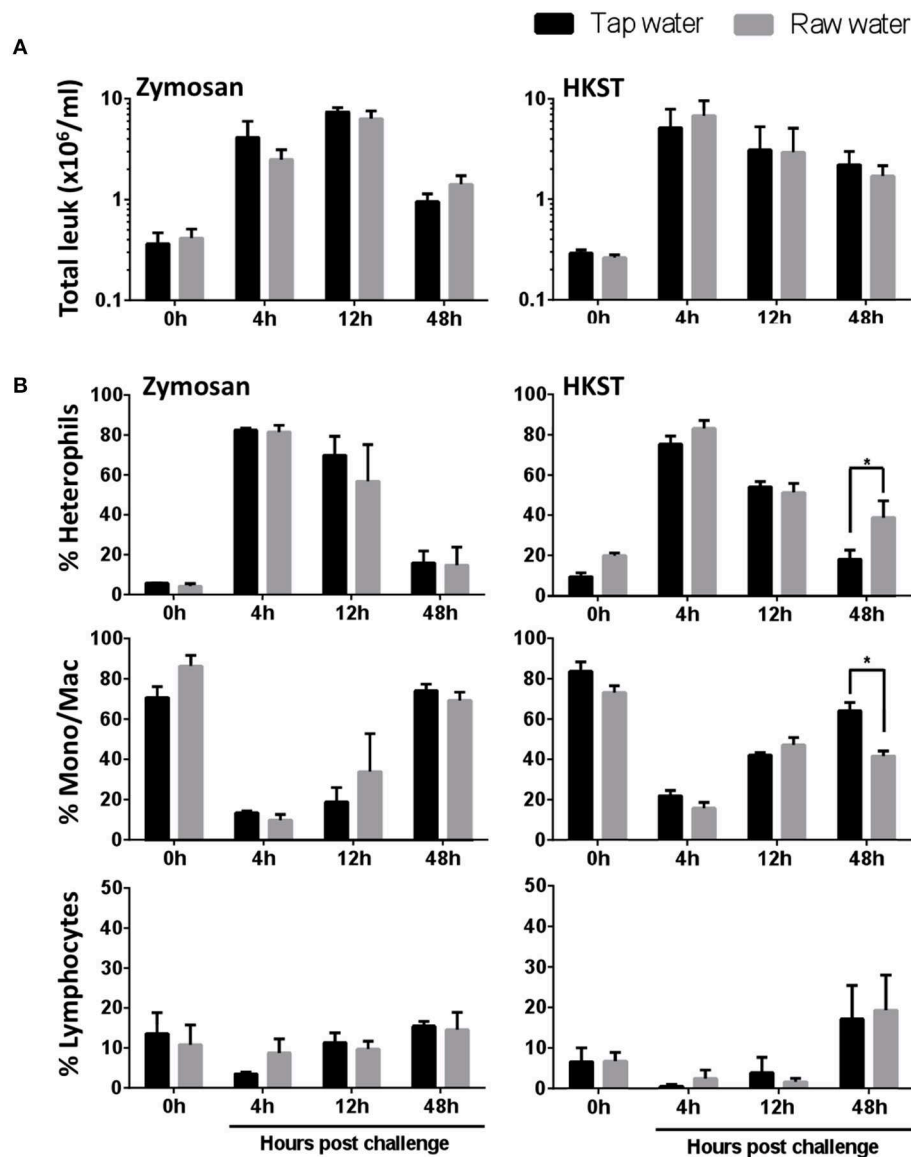 Tap water Raw water
A
Zymosan
HKST
Total leuk (x10⁶/ml)
10
1
0.1
0h 4h 12h 48h
10
1
0.1
0h 4h 12h 48h
B
Zymosan
HKST
% Heterophils
100
80
60
40
20
0
0h 4h 12h 48h
100
80
60
40
20
0
*
0h 4h 12h 48h
% Mono/Mac
100
80
60
40
20
0
0h 4h 12h 48h
100
80
60
40
20
0
*
0h 4h 12h 48h
% Lymphocytes
50
40
30
20
10
0
0h 4h 12h 48h
Hours post challenge
50
40
30
20
10
0
0h 4h 12h 48h
Hours post challenge